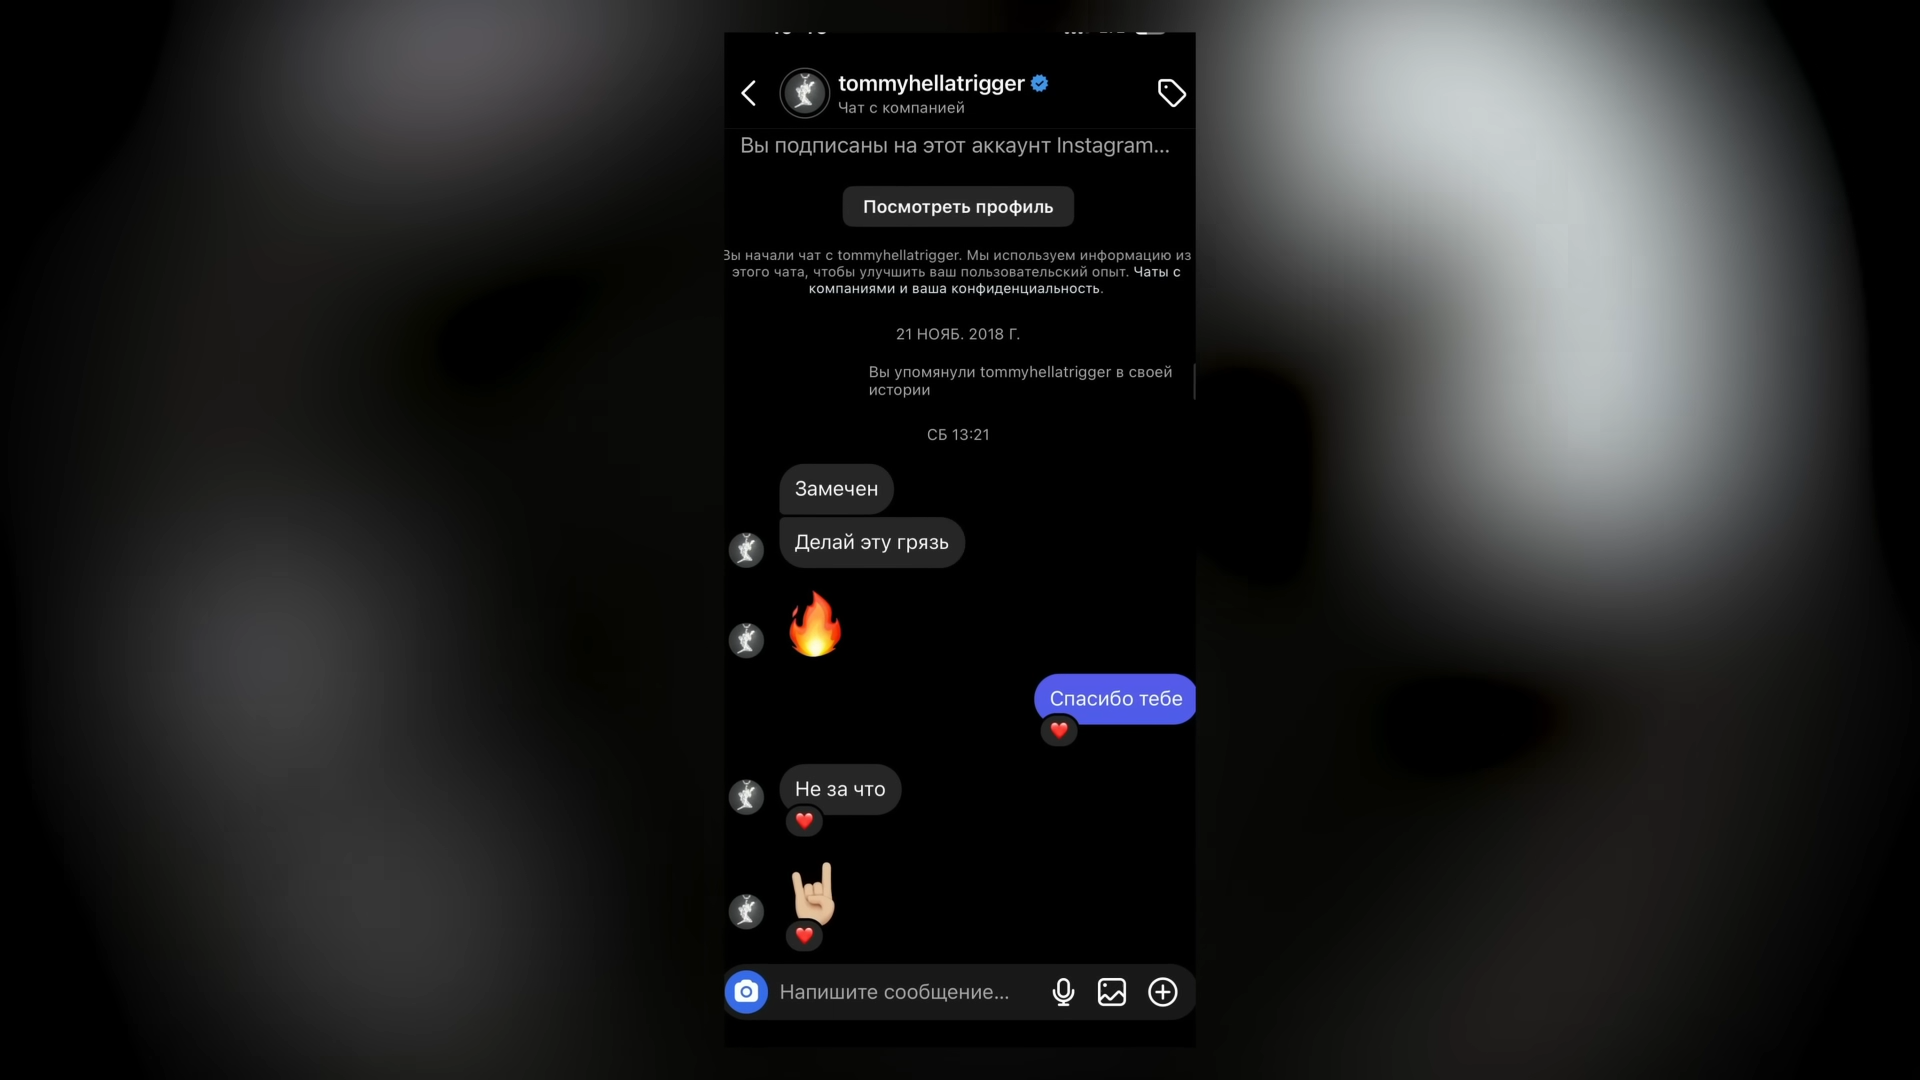 tommyhellatrigger
Чат с компанией
Вы подписаны на этот аккаунт Instagram...
Посмотреть профиль
Вы начали чат с tommyhellatrigger. Мы используем информацию из
этого чата, чтобы улучшить ваш пользовательский опыт. Чаты с
компаниями и ваша конфиденциальность.
21 НОЯБ. 2018 Г.
Вы упомянули tommyhellatrigger в своей
истории
СБ 13:21
Замечен
Делай эту грязь
Спасибо тебе
Не за что
Напишите сообщение...